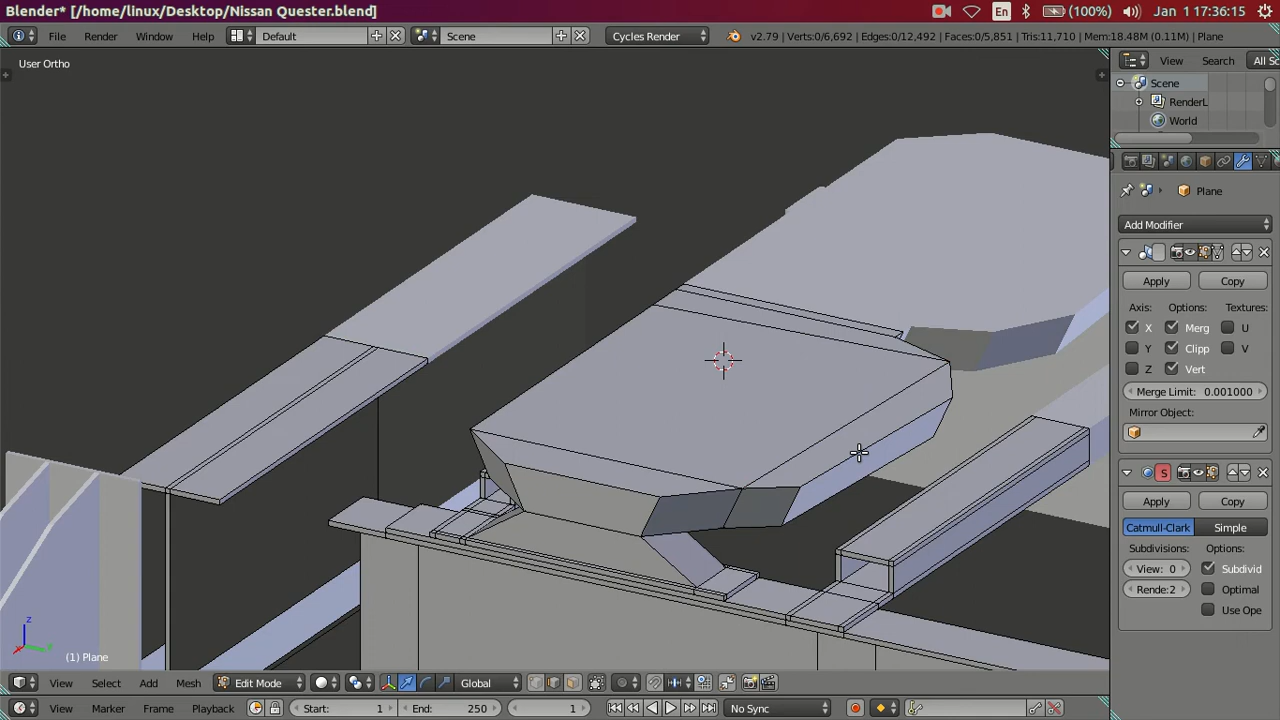 Blender* [/home/linux/Desktop/Nissan Quester.blend]
En (100%) Jan 1 17:36:15
File Render Window Help Default Scene Cycles Render v2.79 | Verts:0/6,692 | Edges:0/12,492 | Faces:0/5,851 | Tris:11,710 | Mem:18.48M (0.11M) | Plane
User Ortho
View Search All Sc
Scene
RenderL
World
Plane
Add Modifier
Apply Copy
Axis: Options: Textures:
X Merg U
Y Clipp V
Z Vert
Merge Limit: 0.001000
Mirror Object:
S
Apply Copy
Catmull-Clark Simple
Subdivisions: Options:
View: 0 Subdivid
Rende:2 Optimal
Use Ope
z
y
x
(1) Plane
View Select Add Mesh Edit Mode Global
View Marker Frame Playback Start: 1 End: 250 1 No Sync